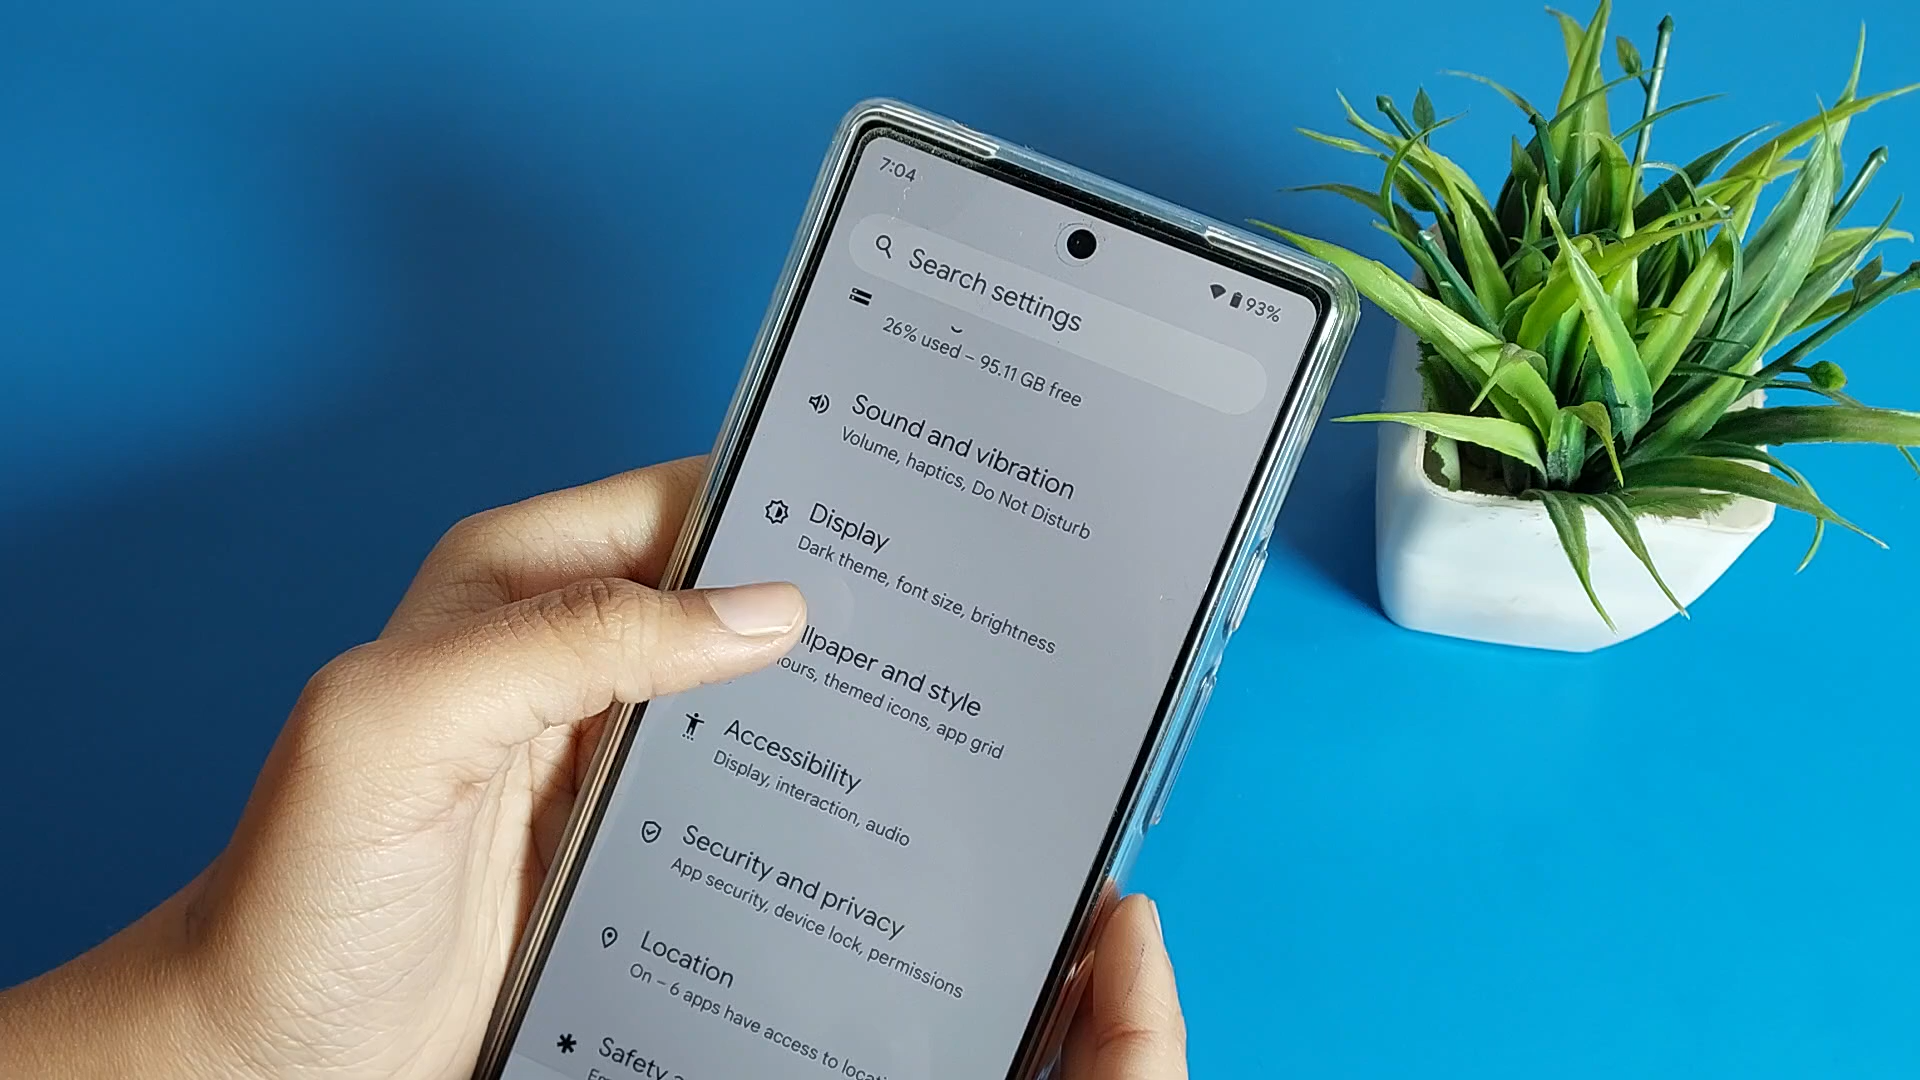 7:04
93%
Search settings
26% used – 95.11 GB free
Sound and vibration
Volume, haptics, Do Not Disturb
Display
Dark theme, font size, brightness
llpaper and style
ours, themed icons, app grid
Accessibility
Display, interaction, audio
Security and privacy
App security, device lock, permissions
Location
On – 6 apps have access to locati
Safety